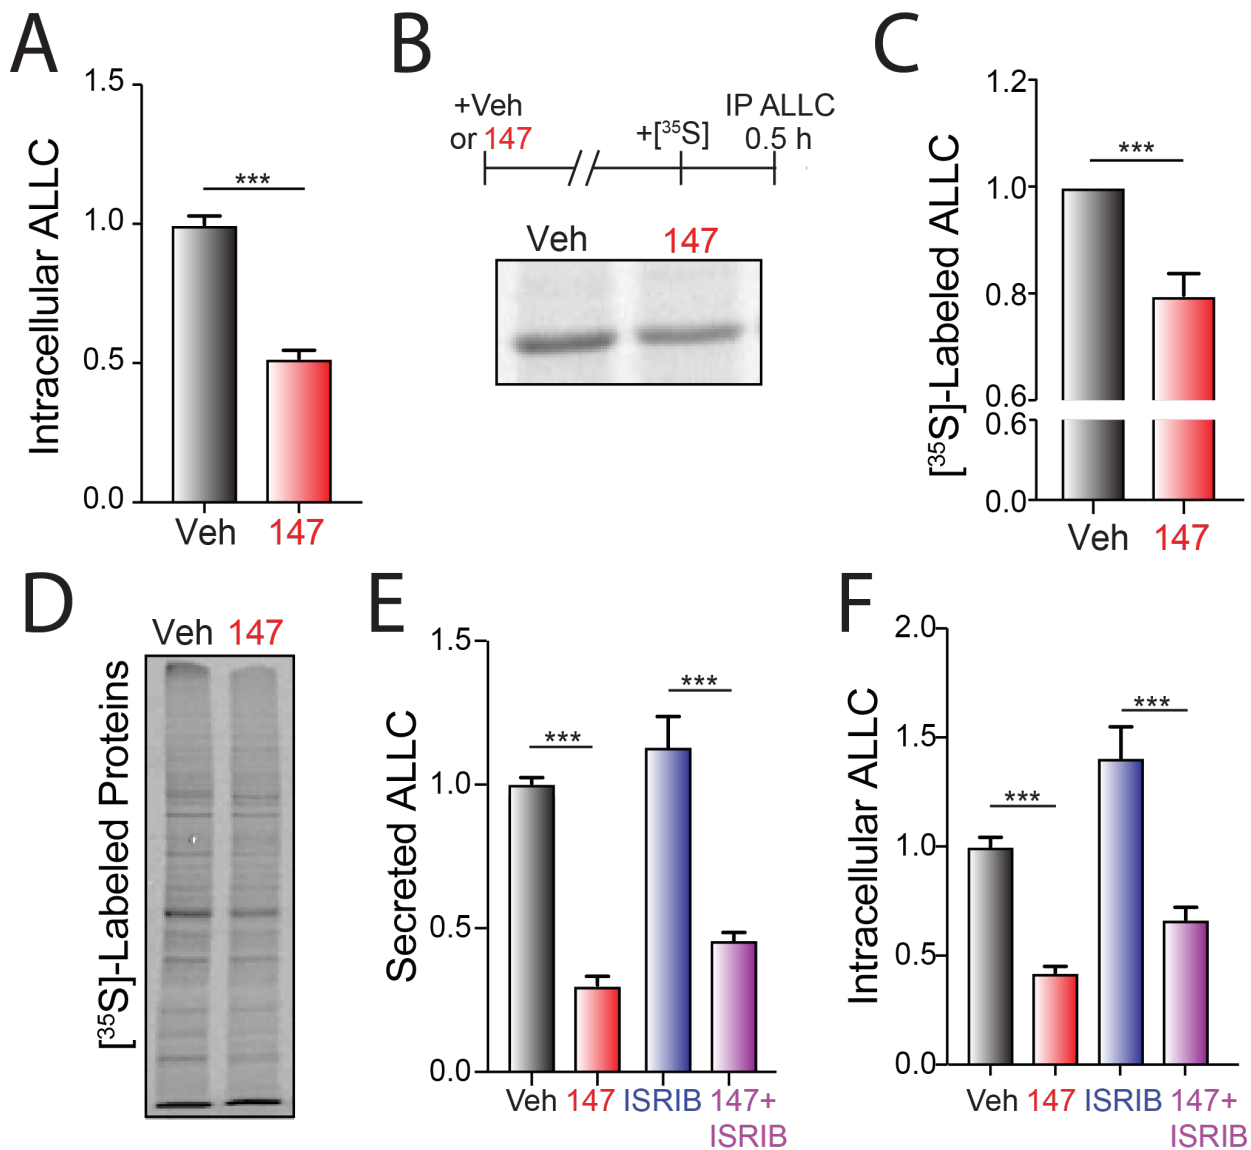 A
Intracellular ALLC
1.5
1.0
0.5
0.0
***
Veh 147
B
+Veh
or 147
+[³⁵S]
IP ALLC
0.5 h
Veh 147
C
[³⁵S]-Labeled ALLC
1.2
1.0
0.8
0.6
0.6
0.0
***
Veh 147
D
Veh 147
[³⁵S]-Labeled Proteins
E
Secreted ALLC
1.5
1.0
0.5
0.0
***
***
Veh 147 ISRIB 147+
ISRIB
F
Intracellular ALLC
2.0
1.5
1.0
0.5
0.0
***
***
Veh 147 ISRIB 147+
ISRIB